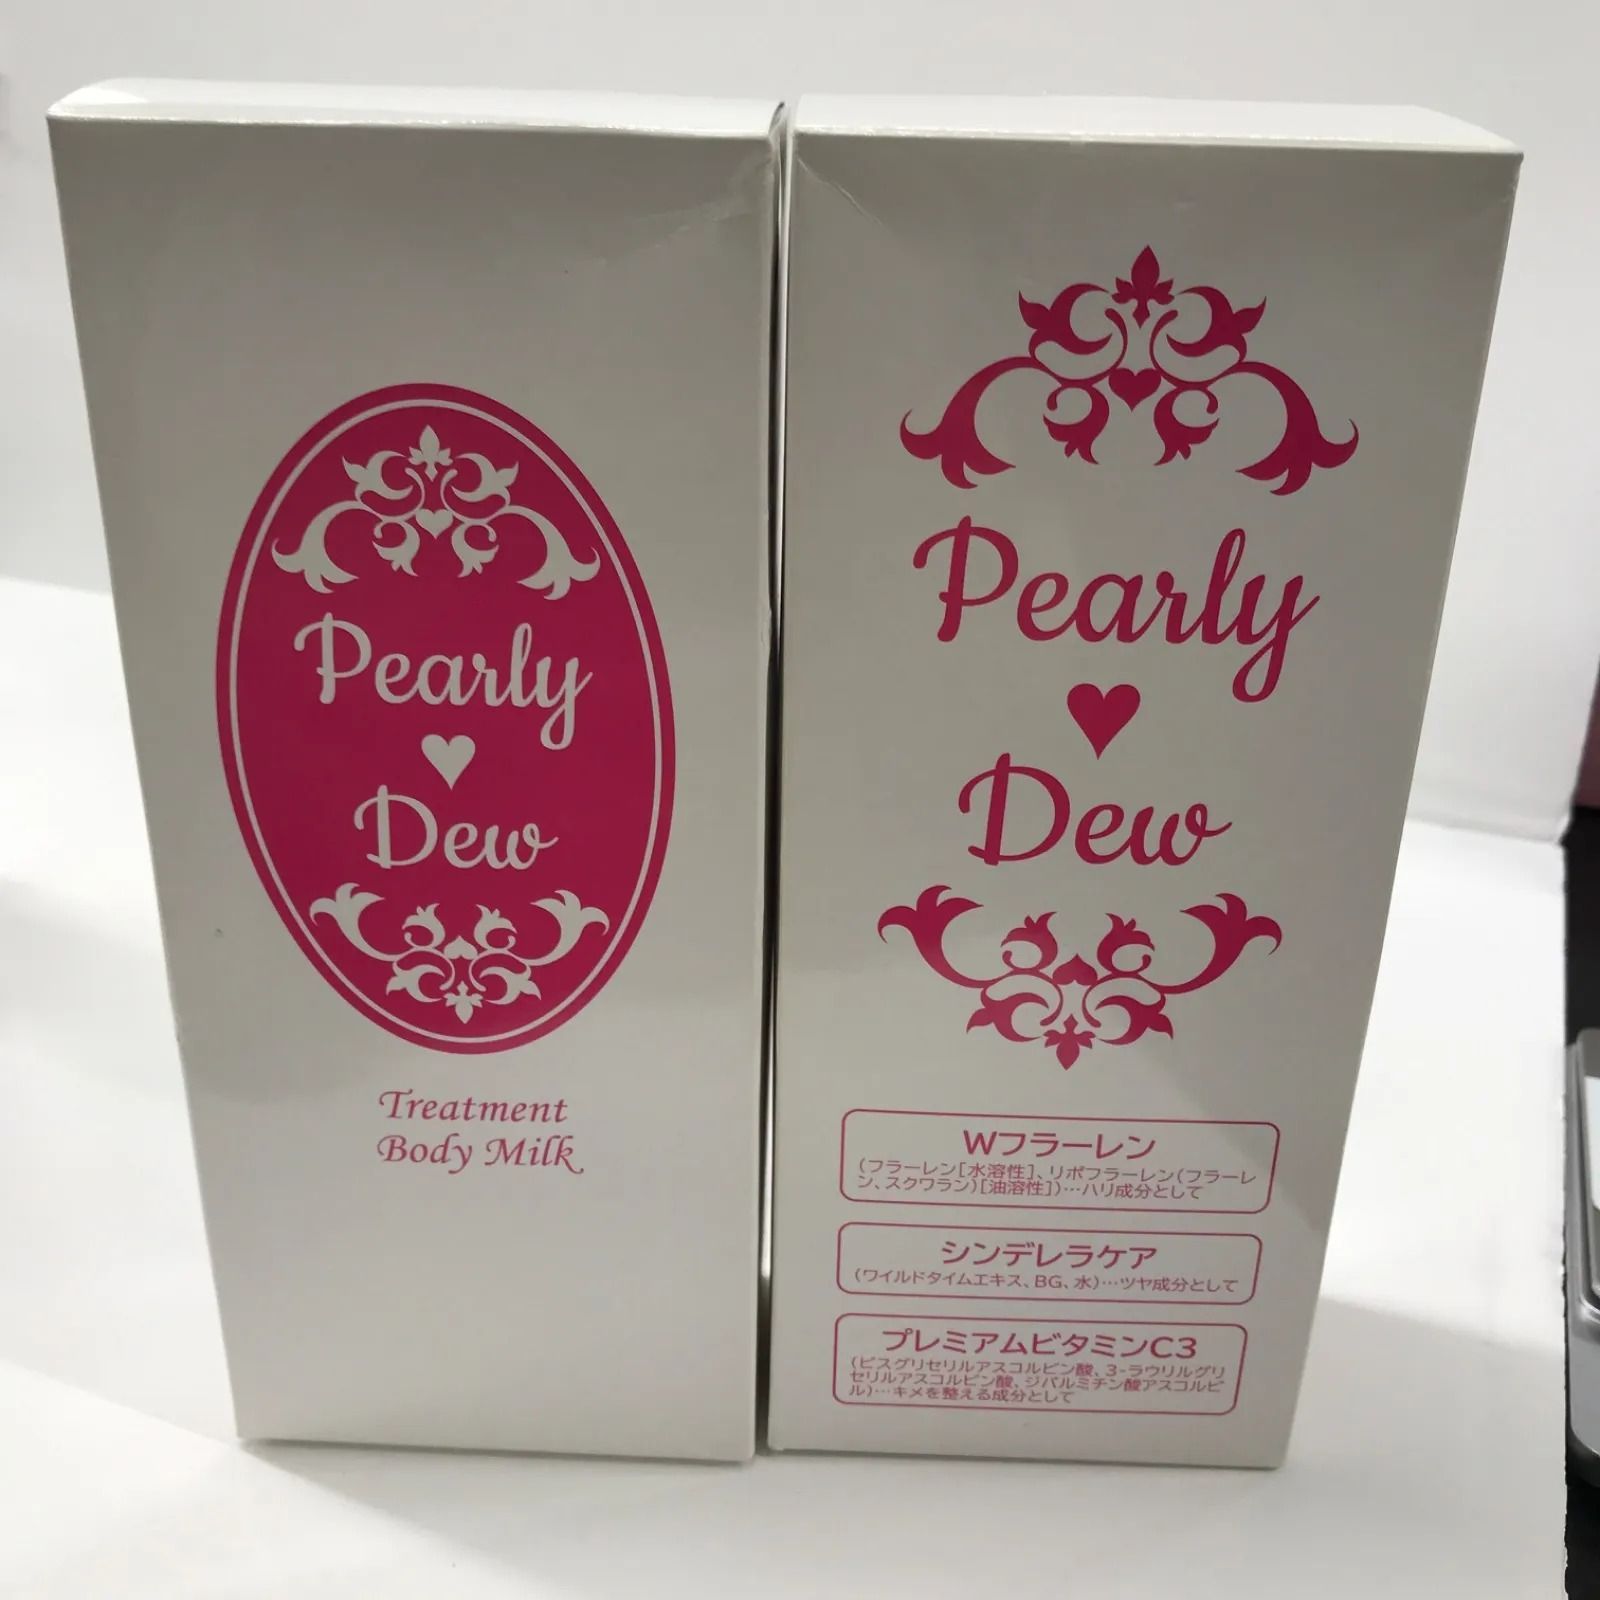 Pearly
Dew
Treatment
Body Milk
Pearly
Dew
Wフラーレン
(フラーレン[水溶性]、リポフラーレン(フラーレ
ン、スクワラン)[油溶性])…ハリ成分として
シンデレラケア
(ワイルドタイムエキス、BG、水)…ツヤ成分として
プレミアムビタミンC3
(ビスグリセリルアスコルビン酸、3-ラウリルグリ
セリルアスコルビン酸、ジパルミチン酸アスコルビ
ル)…キメを整える成分として